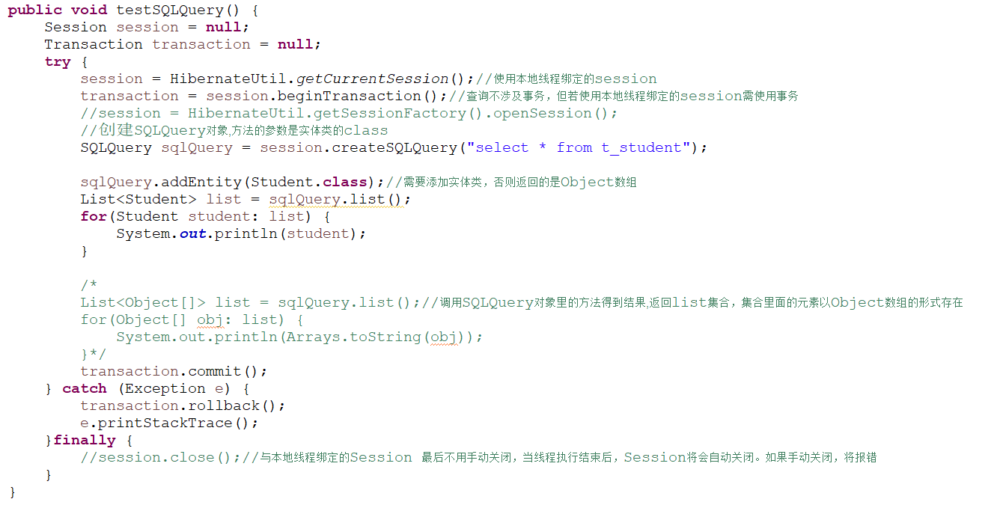 public void testSQLQuery() {
    Session session = null;
    Transaction transaction = null;
    try {
        session = HibernateUtil.getCurrentSession();//使用本地线程绑定的session
        transaction = session.beginTransaction();//查询不涉及事务，但若使用本地线程绑定的session需使用事务
        //session = HibernateUtil.getSessionFactory().openSession();
        //创建SQLQuery对象,方法的参数是实体类的class
        SQLQuery sqlQuery = session.createSQLQuery("select * from t_student");

        sqlQuery.addEntity(Student.class);//需要添加实体类，否则返回的是Object数组
        List<Student> list = sqlQuery.list();
        for(Student student: list) {
            System.out.println(student);
        }

        /*
        List<Object[]> list = sqlQuery.list();//调用SQLQuery对象里的方法得到结果,返回list集合，集合里面的元素以Object数组的形式存在
        for(Object[] obj: list) {
            System.out.println(Arrays.toString(obj));
        }*/
        transaction.commit();
    } catch (Exception e) {
        transaction.rollback();
        e.printStackTrace();
    }finally {
        //session.close();//与本地线程绑定的Session 最后不用手动关闭，当线程执行结束后，Session将会自动关闭。如果手动关闭，将报错
    }
}